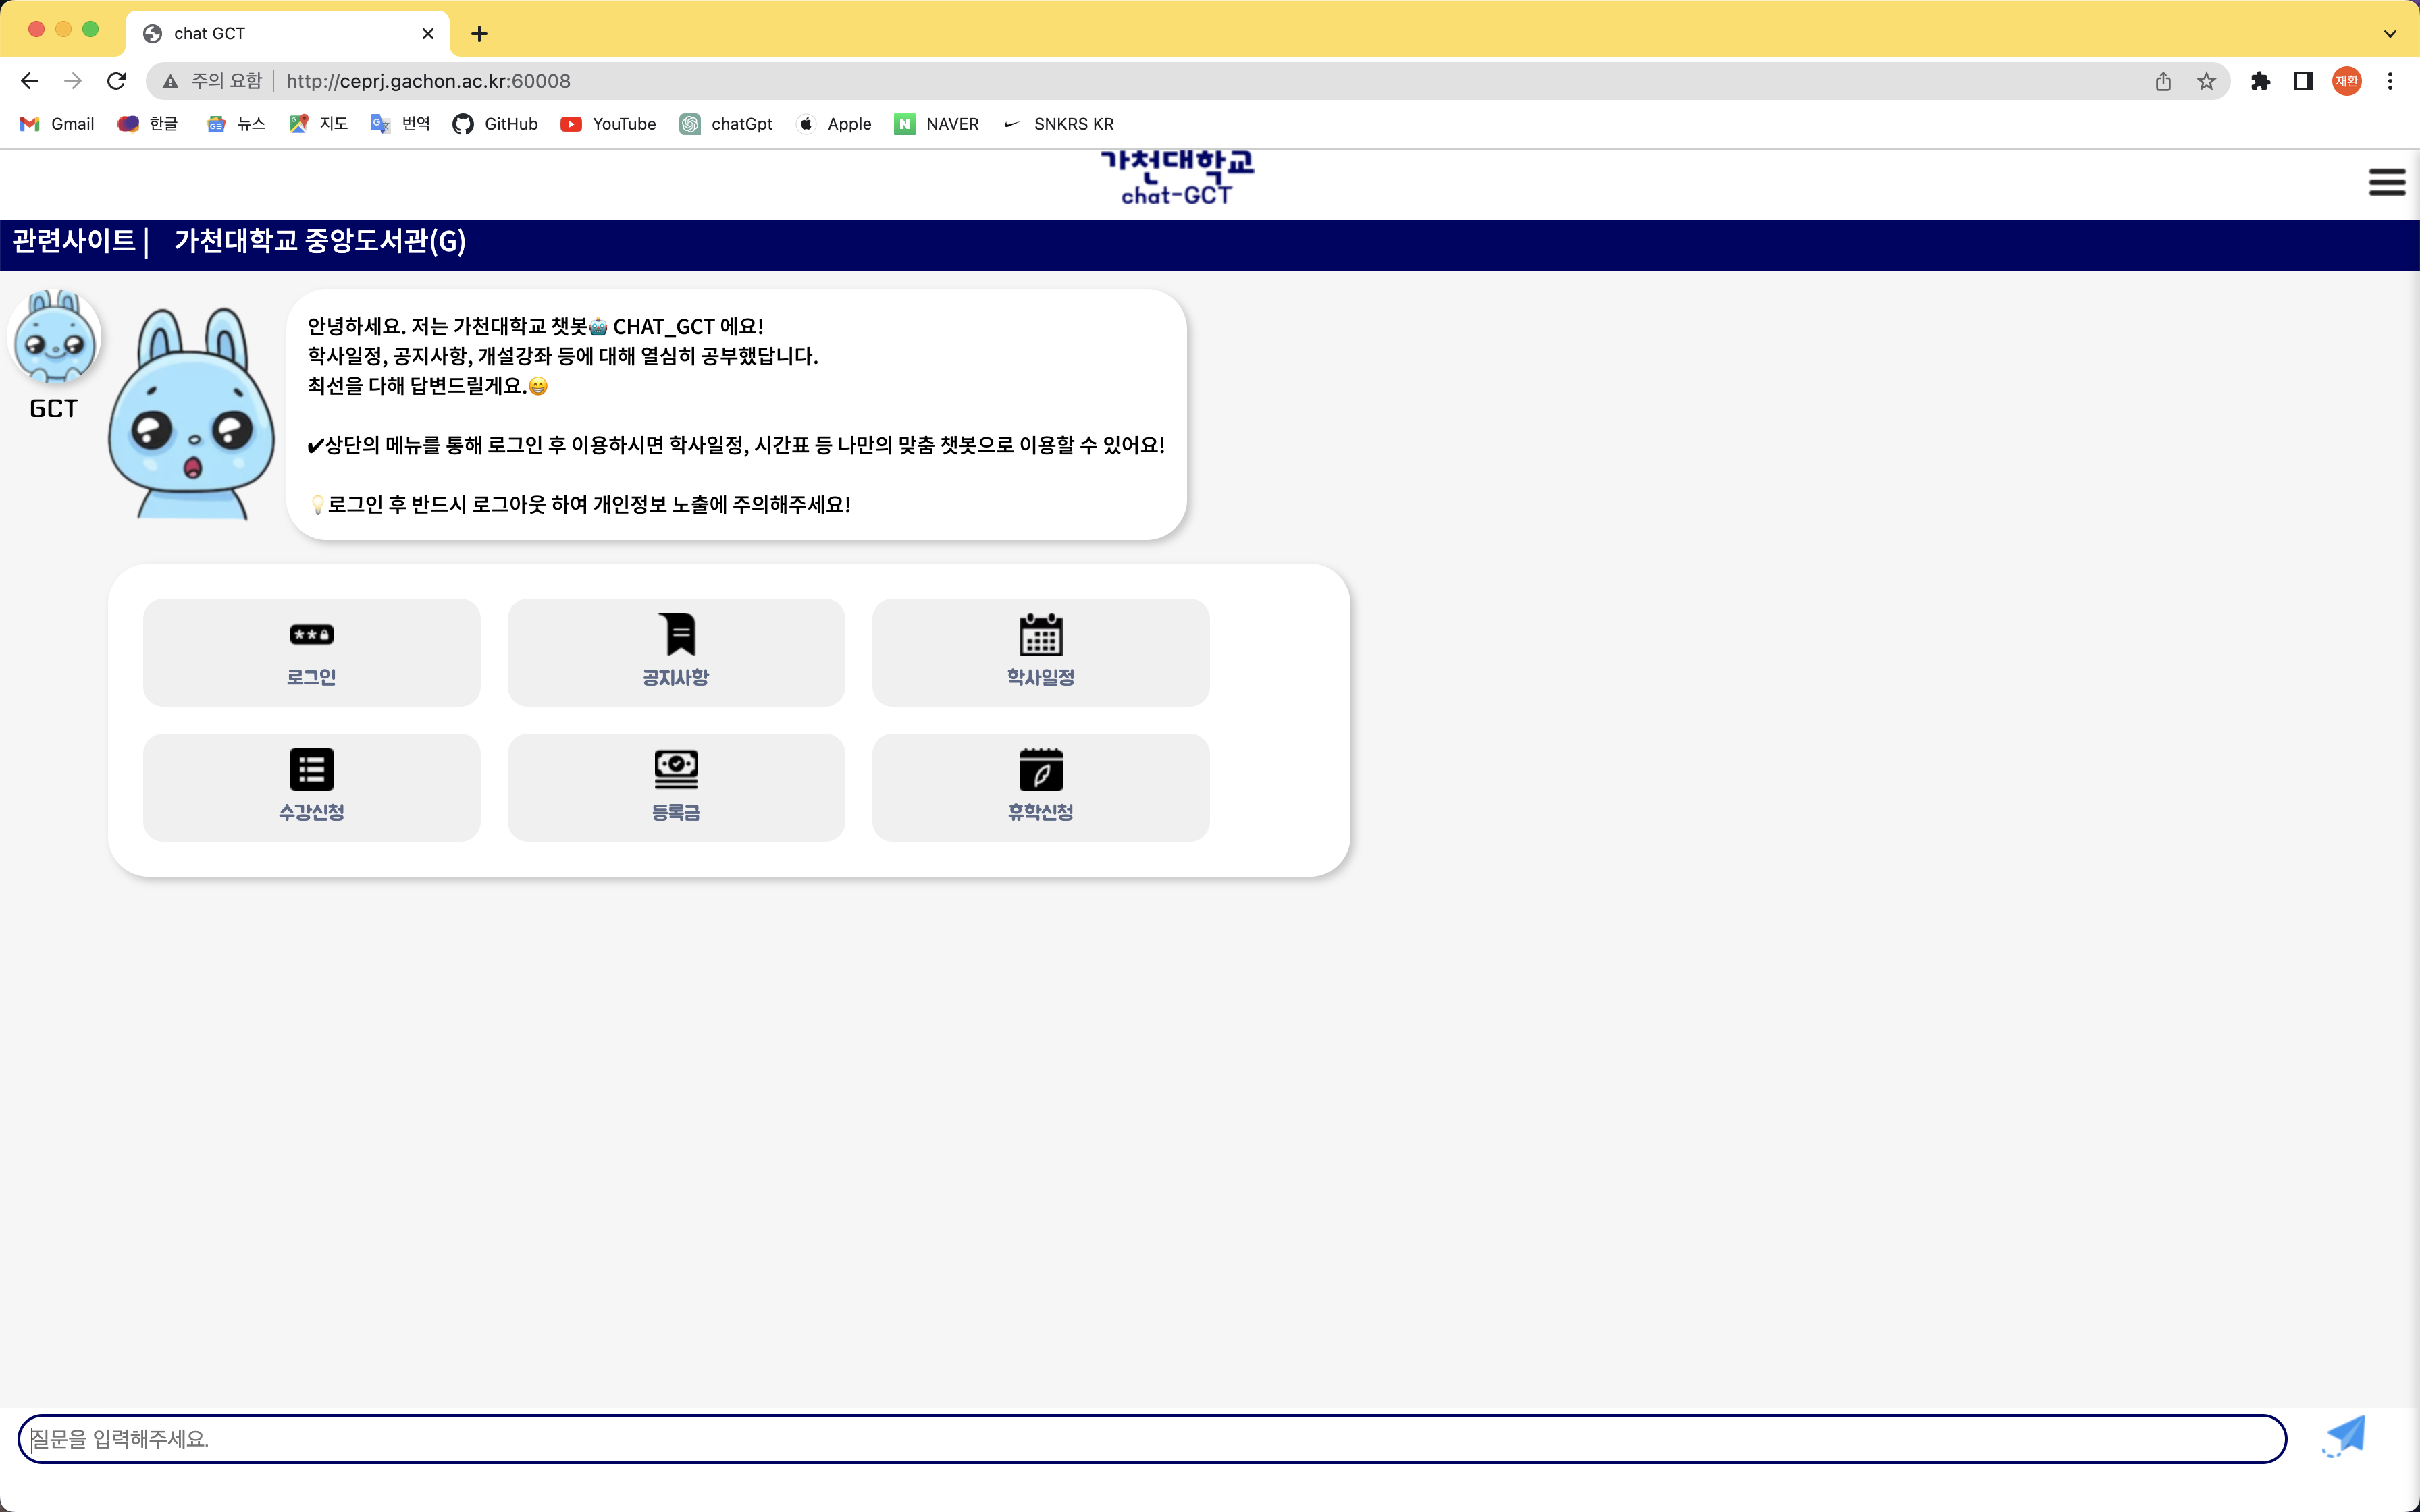 chat GCT
주의 요함 http://ceprj.gachon.ac.kr:60008
재환
Gmail 한글 뉴스 지도 번역 GitHub YouTube chatGpt Apple NAVER SNKRS KR
가천대학교
chat-GCT
관련사이트 | 가천대학교 중앙도서관(G)
GCT
안녕하세요. 저는 가천대학교 챗봇🤖 CHAT_GCT 에요!
학사일정, 공지사항, 개설강좌 등에 대해 열심히 공부했답니다.
최선을 다해 답변드릴게요.😁
✔상단의 메뉴를 통해 로그인 후 이용하시면 학사일정, 시간표 등 나만의 맞춤 챗봇으로 이용할 수 있어요!
💡로그인 후 반드시 로그아웃 하여 개인정보 노출에 주의해주세요!
로그인 공지사항 학사일정
수강신청 등록금 휴학신청
질문을 입력해주세요.